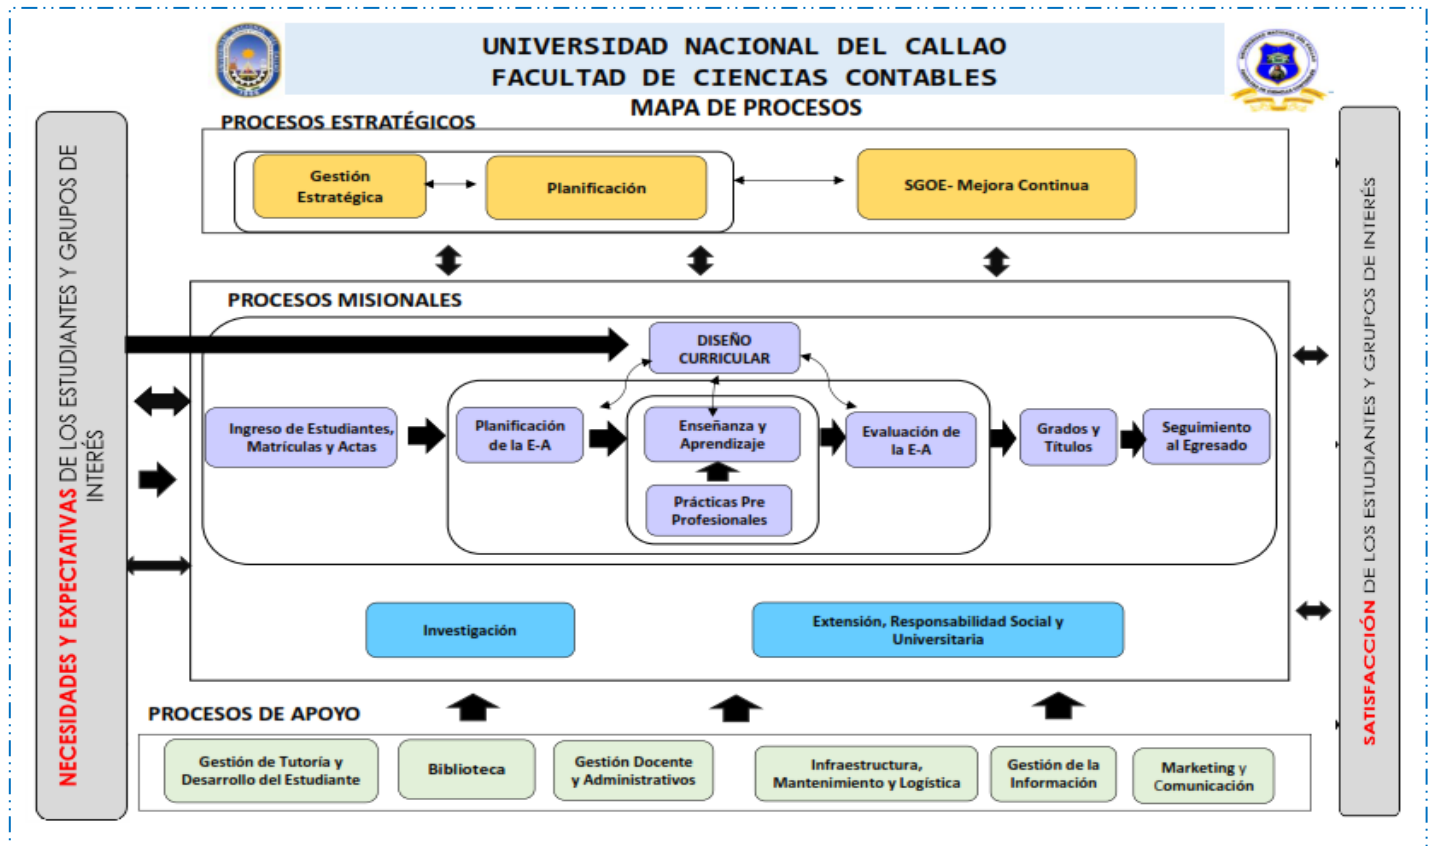 UNIVERSIDAD NACIONAL DEL CALLAO
FACULTAD DE CIENCIAS CONTABLES
MAPA DE PROCESOS
NECESIDADES Y EXPECTATIVAS DE LOS ESTUDIANTES Y GRUPOS DE
INTERÉS
PROCESOS ESTRATÉGICOS
Gestión
Estratégica
Planificación
SGOE- Mejora Continua
PROCESOS MISIONALES
DISEÑO
CURRICULAR
Ingreso de Estudiantes,
Matrículas y Actas
Planificación
de la E-A
Enseñanza y
Aprendizaje
Prácticas Pre
Profesionales
Evaluación de
la E-A
Grados y
Títulos
Seguimiento
al Egresado
Investigación
Extensión, Responsabilidad Social y
Universitaria
PROCESOS DE APOYO
Gestión de Tutoría y
Desarrollo del Estudiante
Biblioteca
Gestión Docente
y Administrativos
Infraestructura,
Mantenimiento y Logística
Gestión de la
Información
Marketing y
Comunicación
SATISFACCIÓN DE LOS ESTUDIANTES Y GRUPOS DE INTERÉS